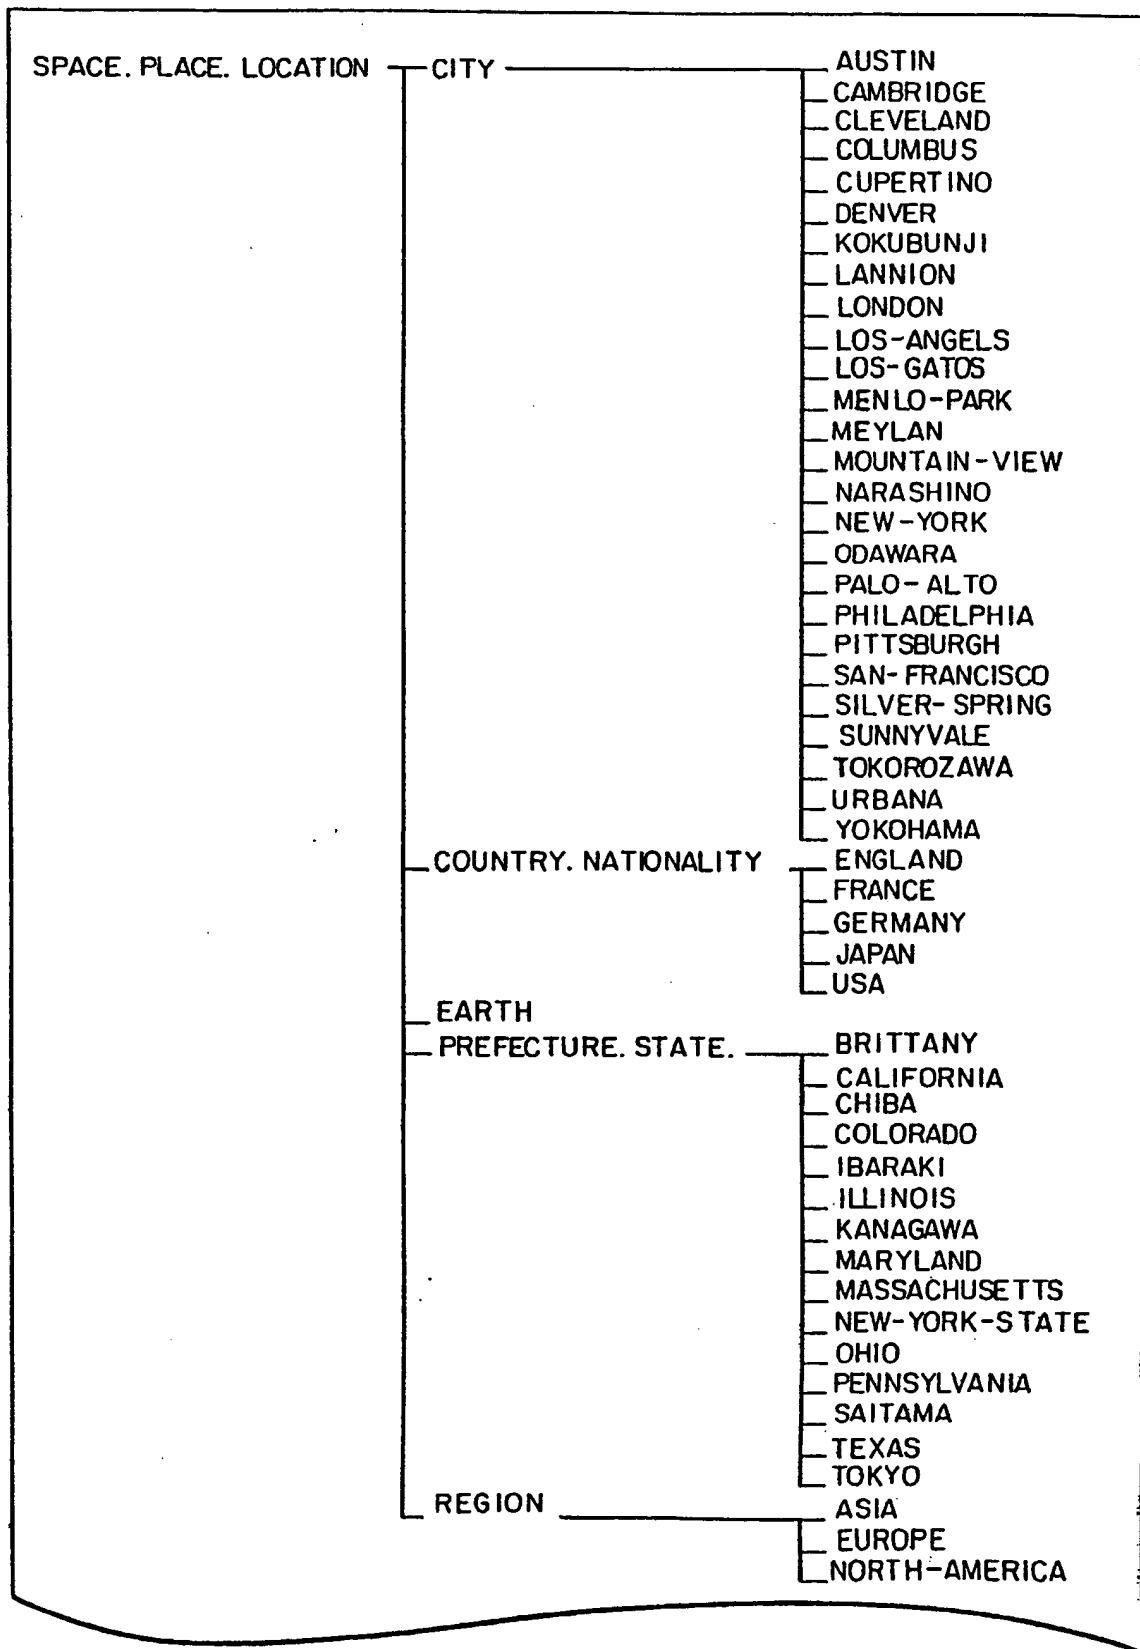 SPACE. PLACE. LOCATION CITY AUSTIN
CAMBRIDGE
CLEVELAND
COLUMBUS
CUPERTINO
DENVER
KOKUBUNJI
LANNION
LONDON
LOS-ANGELS
LOS-GATOS
MENLO-PARK
MEYLAN
MOUNTAIN-VIEW
NARASHINO
NEW-YORK
ODAWARA
PALO-ALTO
PHILADELPHIA
PITTSBURGH
SAN-FRANCISCO
SILVER-SPRING
SUNNYVALE
TOKOROZAWA
URBANA
YOKOHAMA
COUNTRY. NATIONALITY ENGLAND
FRANCE
GERMANY
JAPAN
USA
EARTH
PREFECTURE. STATE. BRITTANY
CALIFORNIA
CHIBA
COLORADO
IBARAKI
ILLINOIS
KANAGAWA
MARYLAND
MASSACHUSETTS
NEW-YORK-STATE
OHIO
PENNSYLVANIA
SAITAMA
TEXAS
TOKYO
REGION ASIA
EUROPE
NORTH-AMERICA